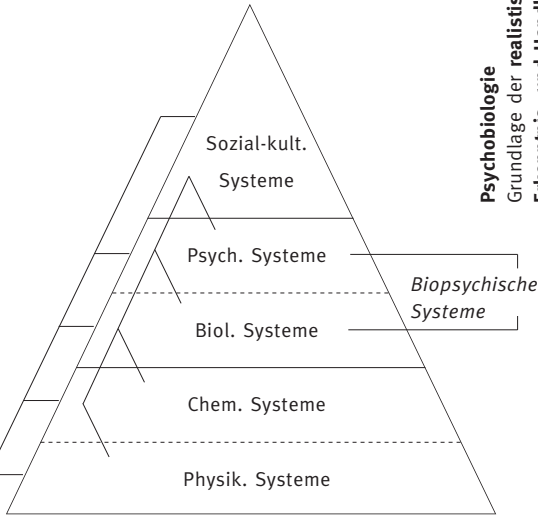 Sozial-kult.
Systeme
Psych. Systeme
Biopsychische
Systeme
Biol. Systeme
Chem. Systeme
Physik. Systeme
Psychobiologie
Grundlage der